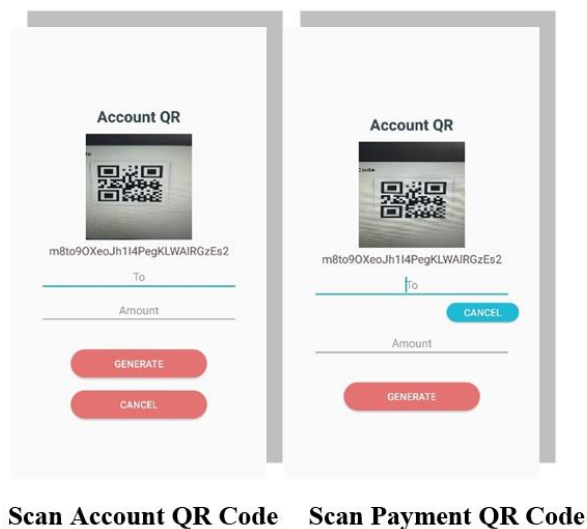 Account QR
m8to9OXeoJh1I4PegKLWAIRGzEs2
To
Amount
GENERATE
CANCEL
Scan Account QR Code
Account QR
m8to9OXeoJh1I4PegKLWAIRGzEs2
To
CANCEL
Amount
GENERATE
Scan Payment QR Code